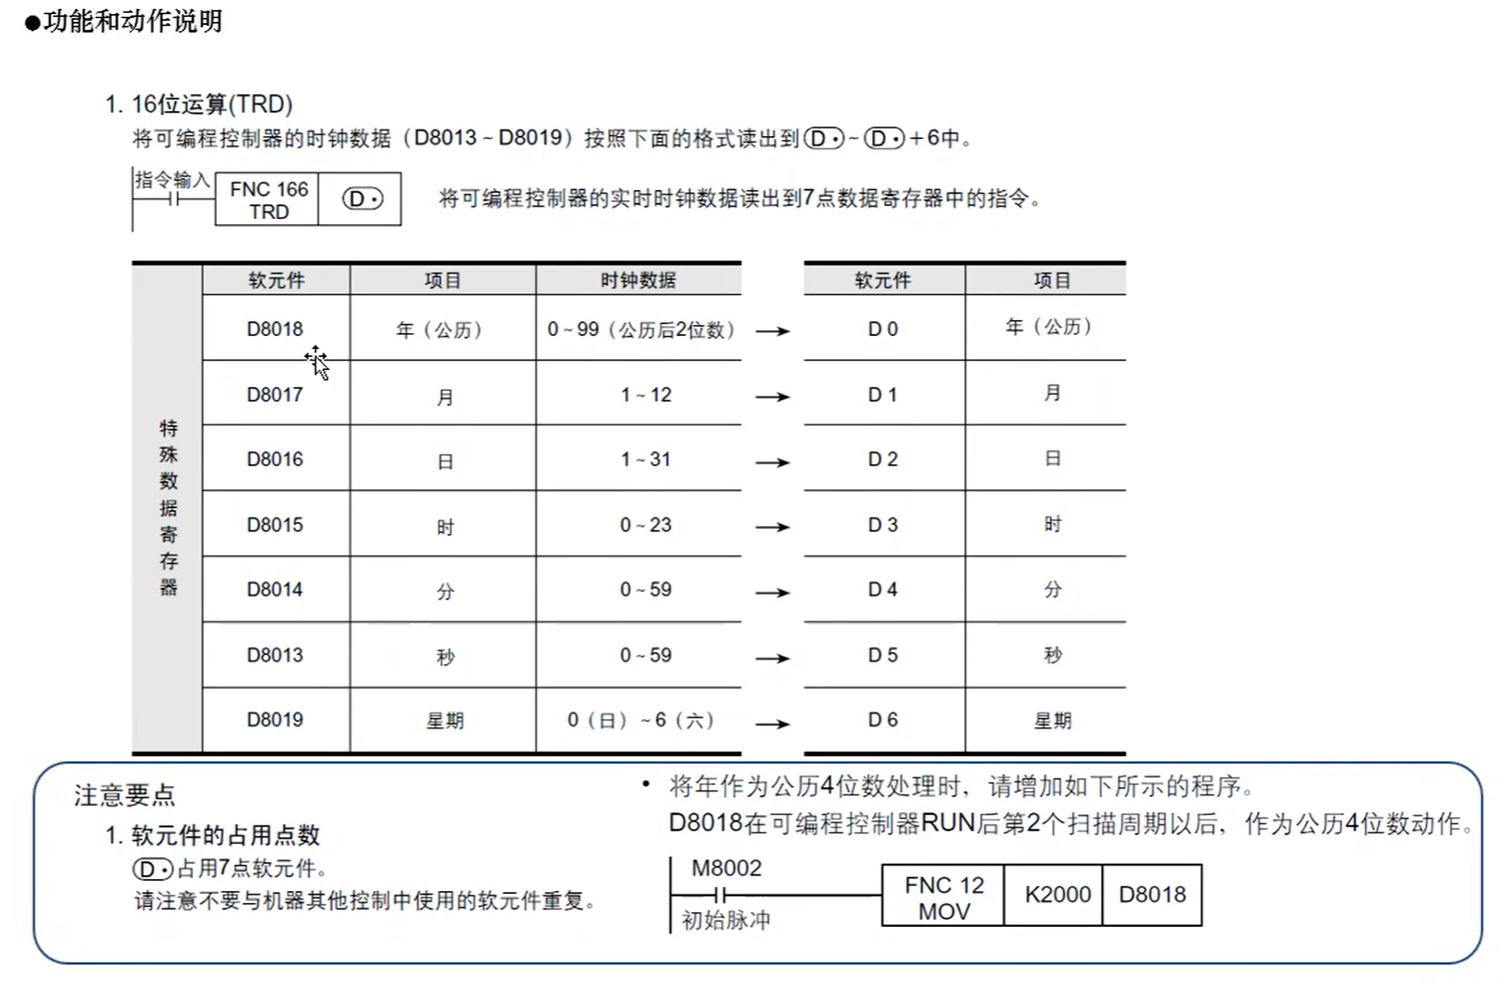 ●功能和动作说明
1. 16位运算(TRD)
将可编程控制器的时钟数据（D8013~D8019）按照下面的格式读出到(D·)~(D·)+6中。
指令输入
FNC 166
TRD
(D·)
将可编程控制器的实时时钟数据读出到7点数据寄存器中的指令。
特殊数据寄存器
软元件 项目 时钟数据 软元件 项目
D8018 年（公历） 0~99（公历后2位数） → D 0 年（公历）
D8017 月 1~12 → D 1 月
D8016 日 1~31 → D 2 日
D8015 时 0~23 → D 3 时
D8014 分 0~59 → D 4 分
D8013 秒 0~59 → D 5 秒
D8019 星期 0（日）~6（六） → D 6 星期
注意要点
1. 软元件的占用点数
(D·)占用7点软元件。
请注意不要与机器其他控制中使用的软元件重复。
• 将年作为公历4位数处理时，请增加如下所示的程序。
D8018在可编程控制器RUN后第2个扫描周期以后，作为公历4位数动作。
M8002
初始脉冲
FNC 12
MOV
K2000
D8018